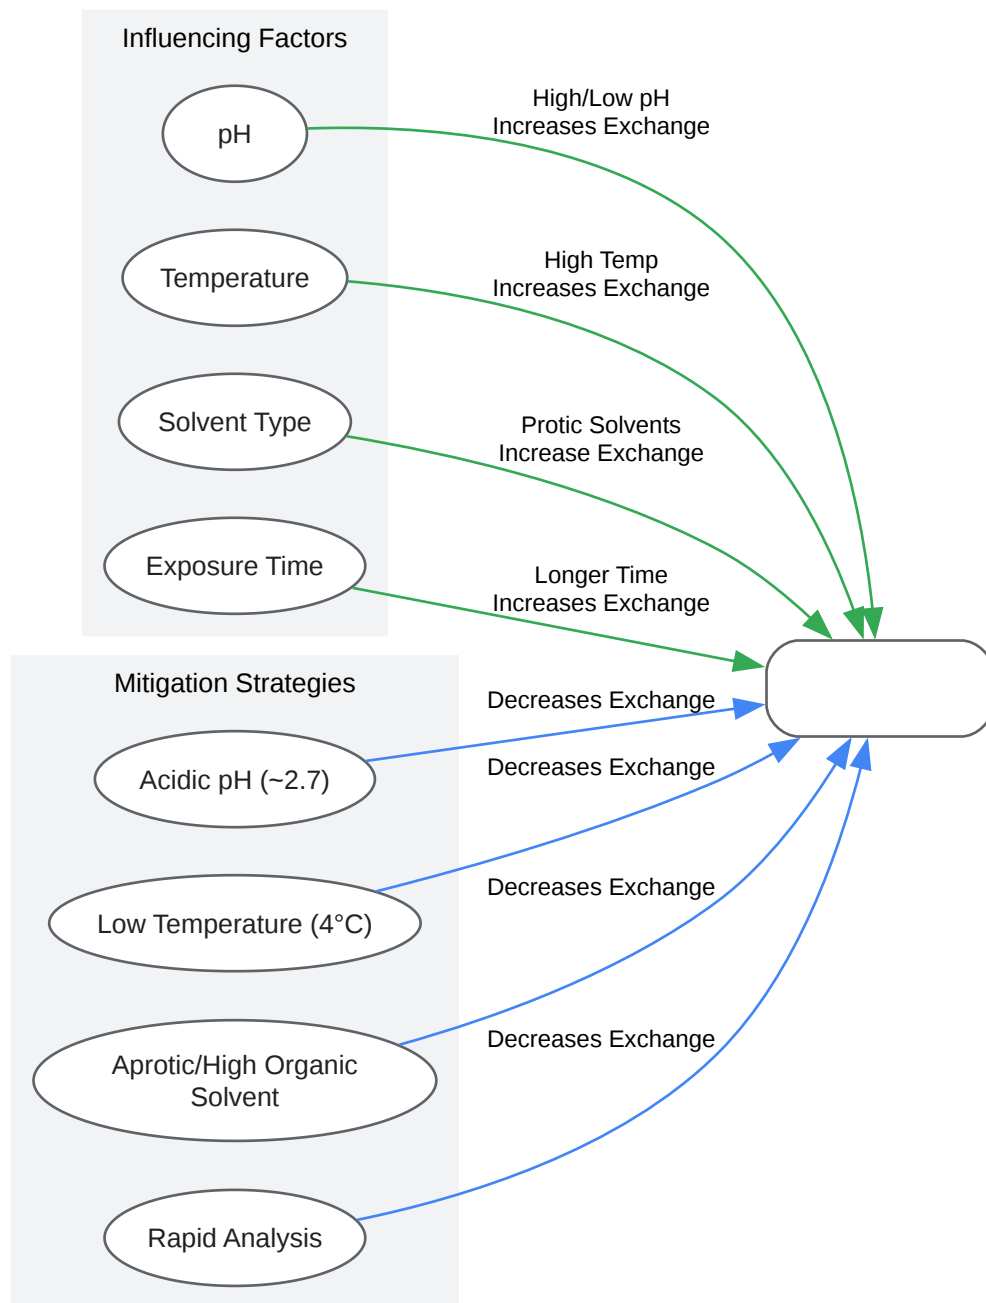 Influencing Factors
pH
High/Low pH
Increases Exchange
Temperature
High Temp
Increases Exchange
Solvent Type
Protic Solvents
Increase Exchange
Exposure Time
Longer Time
Increases Exchange
Mitigation Strategies
Acidic pH (~2.7)
Decreases Exchange
Low Temperature (4°C)
Decreases Exchange
Aprotic/High Organic
Solvent
Decreases Exchange
Rapid Analysis
Decreases Exchange